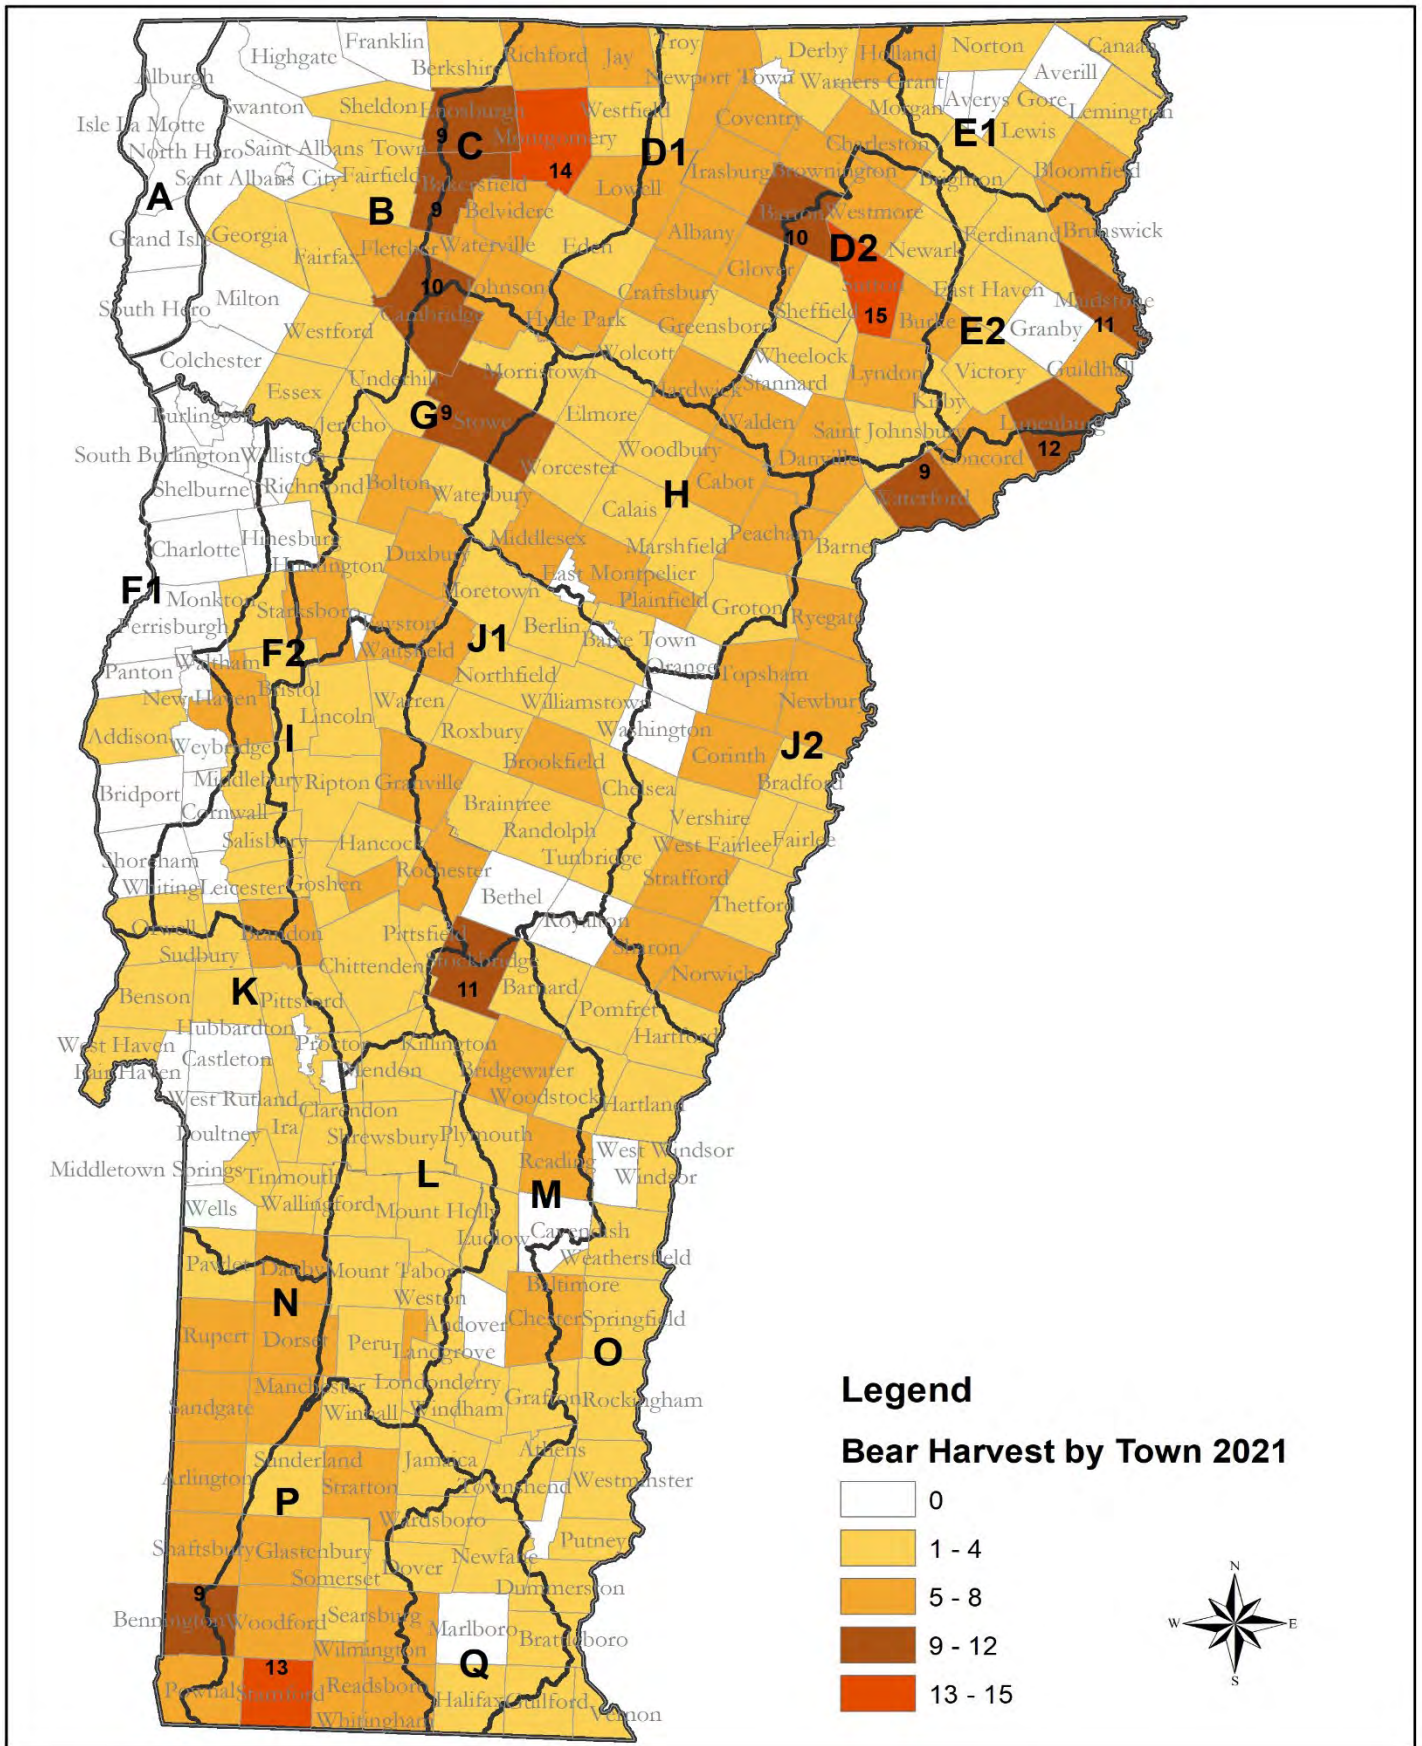 Highgate
Franklin
Berkshire
Richford
Jay
Troy
Newport Town
Derby
Holland
Norton
Canaan
Alburgh
Swanton
Sheldon
Enosburgh
Westfield
Coventry
Warners Grant
Morgan
Averys Gore
Averill
Lemington
Isle La Motte
North Hero
Saint Albans Town
9
C
Montgomery
D1
Charleston
E1
Lewis
Saint Albans City
Fairfield
Bakersfield
14
Lowell
Irasburg
Brownington
Brighton
Bloomfield
A
B
9
Belvidere
Barton
Westmore
Grand Isle
Georgia
Fairfax
Fletcher
Waterville
Eden
Albany
10
D2
Newark
Ferdinand
Brunswick
South Hero
Milton
10
Johnson
Craftsbury
Glover
Sutton
East Haven
Maidstone
Westford
Cambridge
Hyde Park
Greensboro
Sheffield
15
Burke
E2
Granby
11
Colchester
Underhill
Morristown
Wolcott
Wheelock
Lyndon
Victory
Guildhall
Essex
Hardwick
Stannard
Kirby
Burlington
Jericho
G
9
Stowe
Elmore
Walden
Saint Johnsbury
Lunenburg
South Burlington
Williston
Woodbury
Danville
Concord
12
Shelburne
Richmond
Bolton
Waterbury
Worcester
H
Cabot
9
Waterford
Calais
Charlotte
Hinesburg
Huntington
Duxbury
Middlesex
Marshfield
Peacham
Barnet
F1
Monkton
Starksboro
Fayston
Moretown
East Montpelier
Plainfield
Groton
Ryegate
Ferrisburgh
Waitsfield
J1
Berlin
Barre Town
Panton
Waltham
F2
Northfield
Orange
Topsham
New Haven
Bristol
Lincoln
Warren
Williamstown
Newbury
Addison
Weybridge
I
Roxbury
Washington
Corinth
J2
Bridport
Middlebury
Ripton
Granville
Brookfield
Chelsea
Bradford
Cornwall
Braintree
Vershire
Shoreham
Salisbury
Hancock
Randolph
Tunbridge
West Fairlee
Fairlee
Whiting
Leicester
Goshen
Rochester
Bethel
Strafford
Thetford
Orwell
Brandon
Pittsfield
Royalton
Sharon
Sudbury
Chittenden
Stockbridge
Norwich
Benson
K
Pittsford
11
Barnard
Pomfret
Hubbardton
Hartford
West Haven
Castleton
Proctor
Killington
Fair Haven
Mendon
Bridgewater
West Rutland
Clarendon
Woodstock
Hartland
Poultney
Ira
Shrewsbury
Plymouth
Middletown Springs
Tinmouth
L
Reading
West Windsor
Windsor
Wells
Wallingford
Mount Holly
M
Ludlow
Cavendish
Pawlet
Danby
Mount Tabor
Weathersfield
N
Weston
Baltimore
Rupert
Dorset
Peru
Landgrove
Andover
Chester
Springfield
O
Sandgate
Manchester
Londonderry
Winhall
Windham
Grafton
Rockingham
Arlington
Sunderland
Stratton
Jamaica
Athens
Townshend
Westminster
P
Wardsboro
Shaftsbury
Glastenbury
Somerset
Dover
Newfane
Putney
9
Dummerston
Bennington
Woodford
Searsburg
Wilmington
Marlboro
Brattleboro
13
Q
Pownal
Stamford
Readsboro
Whitingham
Halifax
Guilford
Vernon
Legend
Bear Harvest by Town 2021
0
1 - 4
5 - 8
9 - 12
13 - 15
N
W
E
S